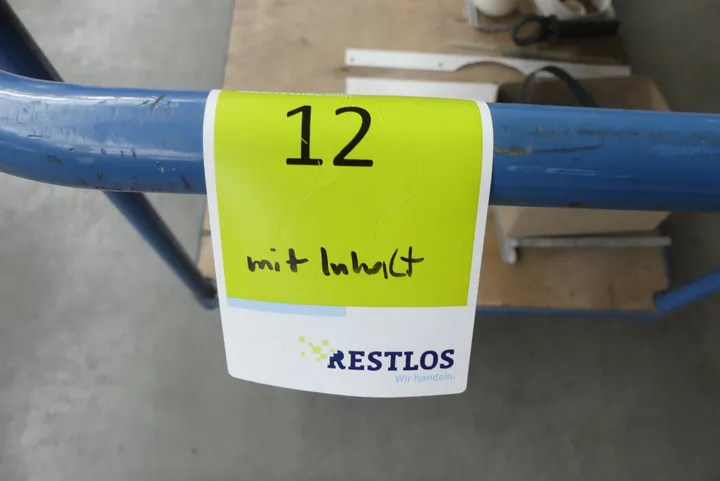 12
mit Inhalt
RESTLOS
Wir handeln.